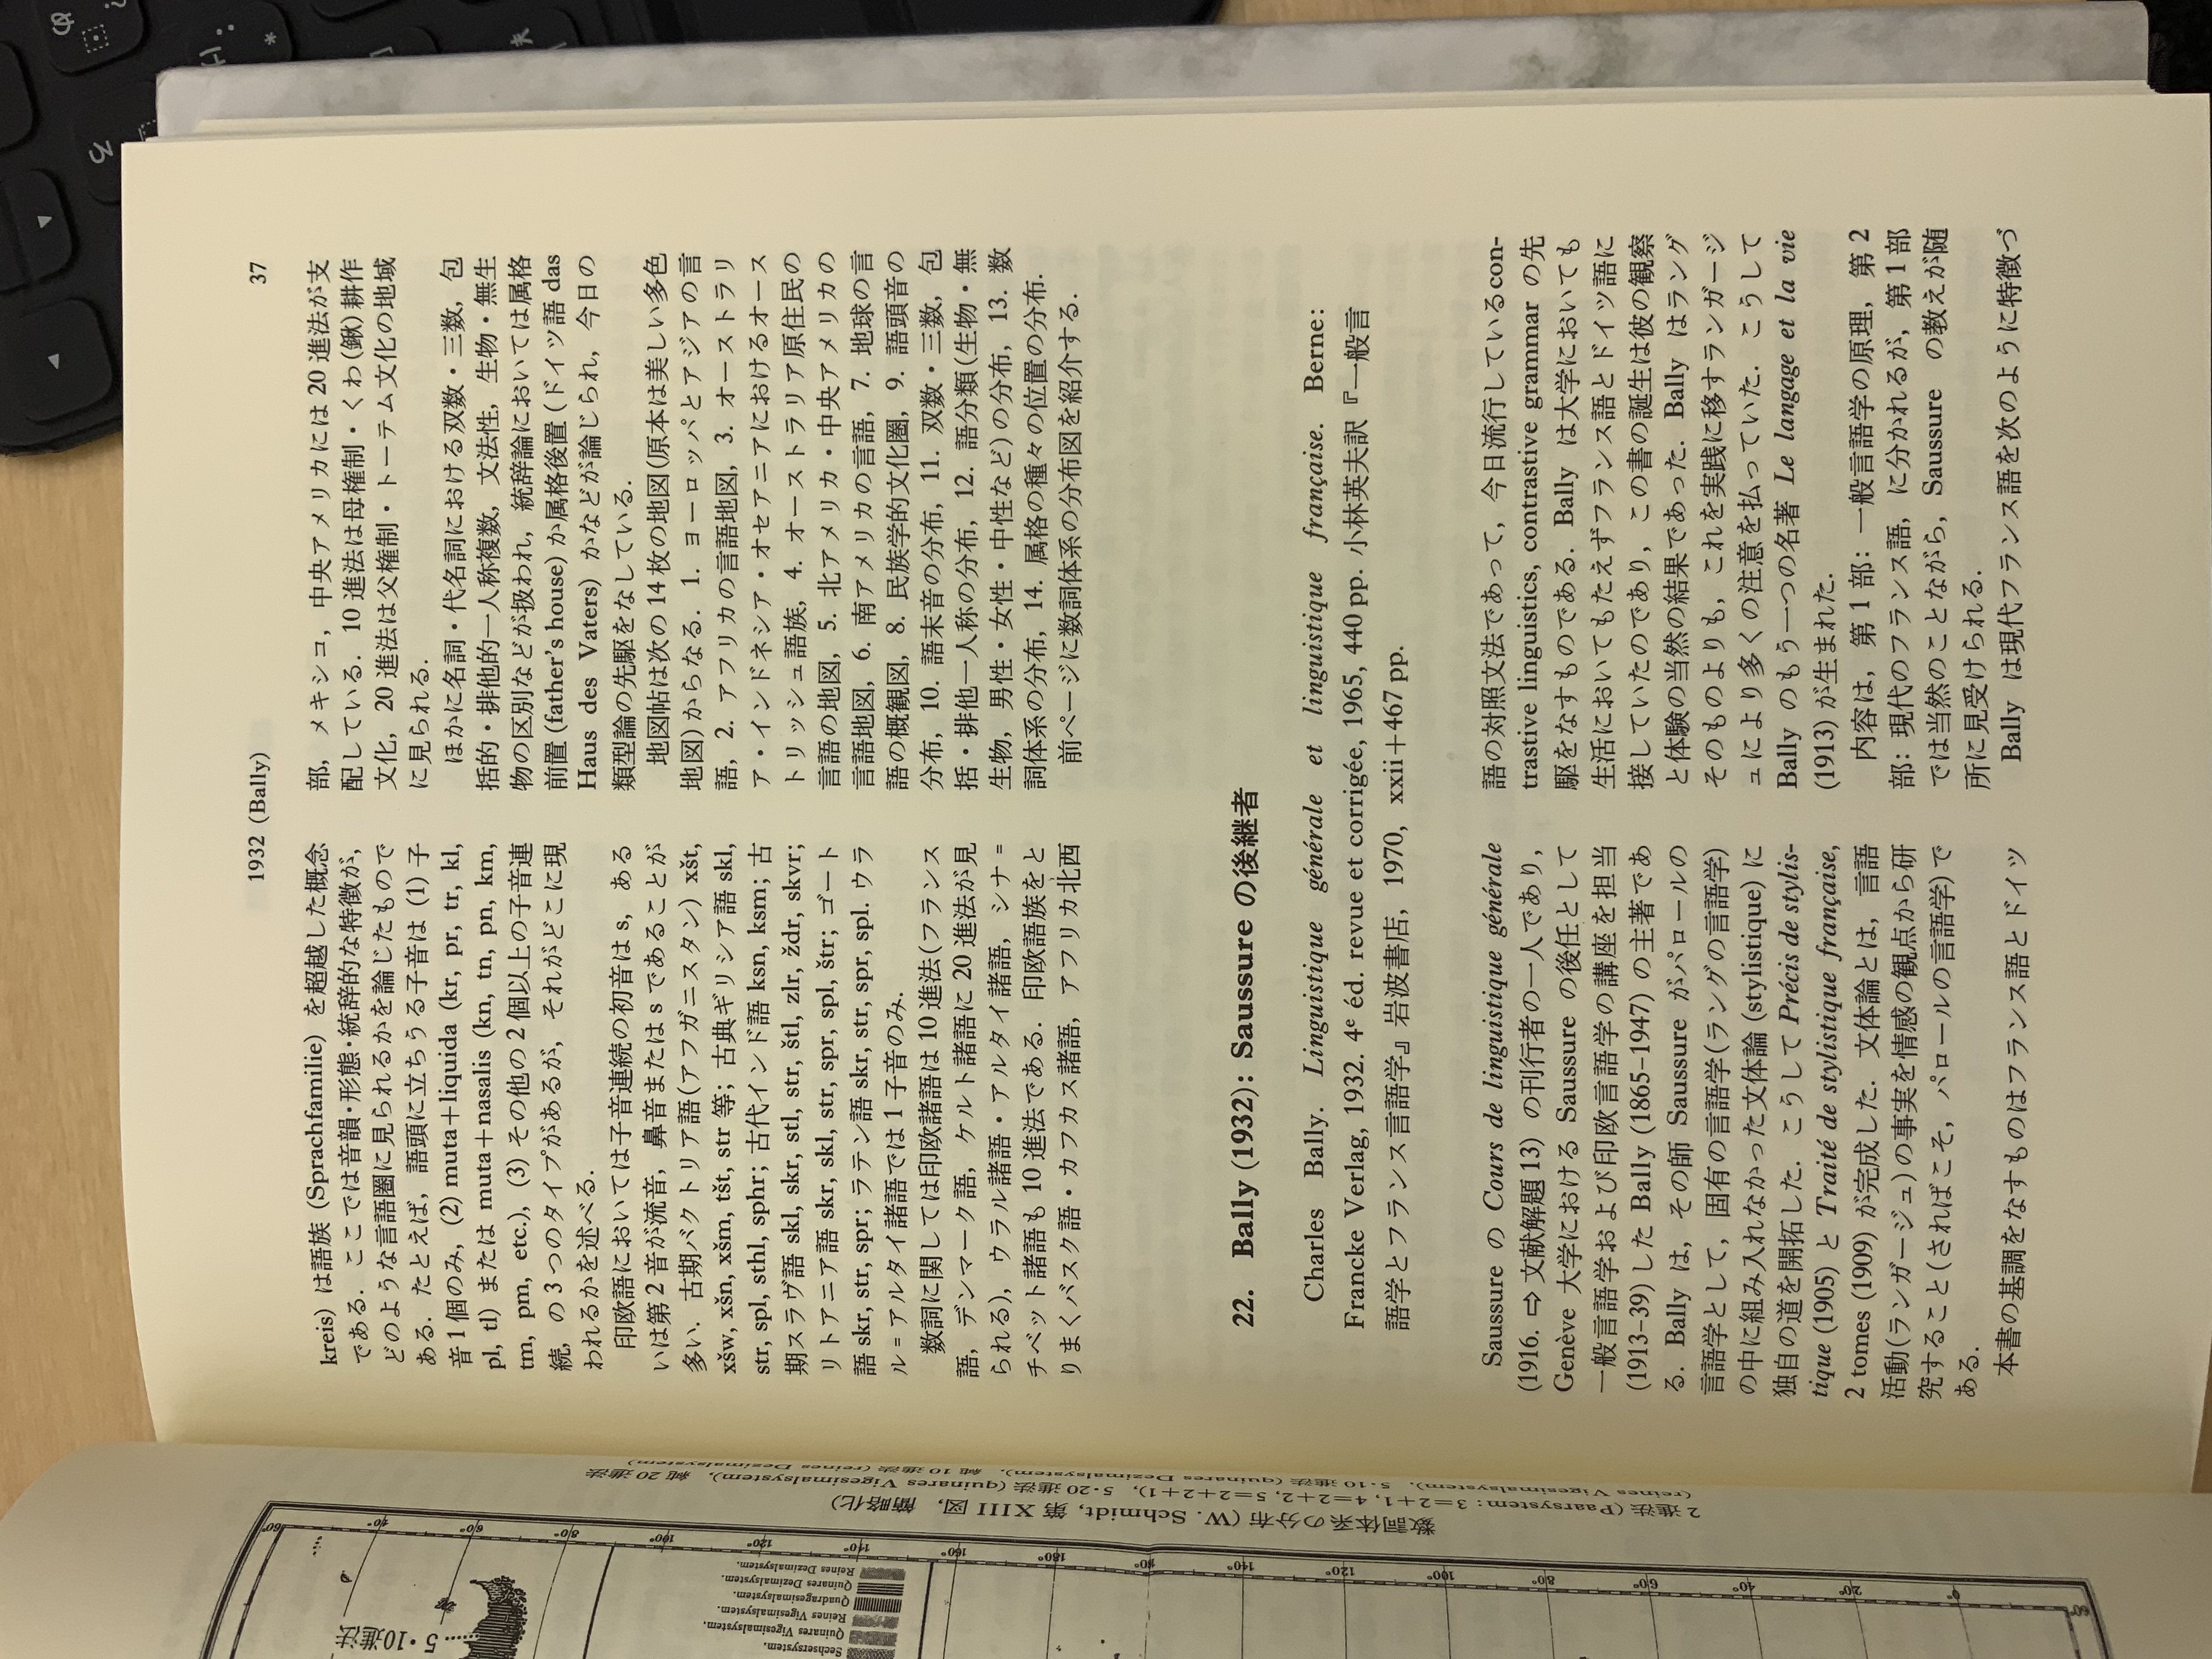 1932 (Bally)
37
kreis) は語族 (Sprachfamilie) を超越した概念
である. ここでは音韻・形態・統辞的な特徴が,
どのような言語圏に見られるかを論じたもので
ある. たとえば, 語頭に立ちうる子音は (1) 子
音1個のみ, (2) muta+liquida (kr, pr, tr, kl,
pl, tl) または muta+nasalis (kn, tn, pn, km,
tm, pm, etc.), (3) その他の2個以上の子音連
続, の3つのタイプがあるが, それがどこに現
われるかを述べる.
印欧語においては子音連続の初音は s, ある
いは第2音が流音, 鼻音または s であることが
多い. 古期バクトリア語(アフガニスタン) xšt,
xšw, xšn, xšm, tšt, str 等; 古典ギリシア語 skl,
str, spl, sthl, sphr; 古代インド語 ksn, ksm; 古
期スラヴ語 skl, skr, stl, str, štl, zlr, ždr, skvr;
リトアニア語 skr, skl, str, spr, spl, štr; ゴート
語 skr, str, spr; ラテン語 skr, str, spr, spl. ウラ
ル=アルタイ諸語では1子音のみ.
数詞に関しては印欧諸語は10進法(フランス
語, デンマーク語, ケルト諸語に20進法が見
られる), ウラル諸語・アルタイ諸語, シナ=
チベット諸語も10進法である. 印欧語族をと
りまくバスク語・カフカス諸語, アフリカ北西
部, メキシコ, 中央アメリカには20進法が支
配している. 10進法は母権制・くわ(鍬)耕作
文化, 20進法は父権制・トーテム文化の地域
に見られる.
ほかに名詞・代名詞における双数・三数, 包
括的・排他的一人称複数, 文法性, 生物・無生
物の区別などが扱われ, 統辞論においては属格
前置 (father's house) か属格後置 (ドイツ語 das
Haus des Vaters) かなどが論じられ, 今日の
類型論の先駆をなしている.
地図帖は次の14枚の地図(原本は美しい多色
地図)からなる. 1. ヨーロッパとアジアの言
語, 2. アフリカの言語地図, 3. オーストラリ
ア・インドネシア・オセアニアにおけるオース
トリッシュ語族, 4. オーストラリア原住民の
言語の地図, 5. 北アメリカ・中央アメリカの
言語地図, 6. 南アメリカの言語, 7. 地球の言
語の概観図, 8. 民族学的文化圏, 9. 語頭音の
分布, 10. 語末音の分布, 11. 双数・三数, 包
括・排他一人称の分布, 12. 語分類(生物・無
生物, 男性・女性・中性など)の分布, 13. 数
詞体系の分布, 14. 属格の種々の位置の分布.
前ページに数詞体系の分布図を紹介する.
22. Bally (1932): Saussure の後継者
Charles Bally. Linguistique générale et linguistique française. Berne:
Francke Verlag, 1932. 4e éd. revue et corrigée, 1965, 440 pp. 小林英夫訳『一般言
語学とフランス言語学』岩波書店, 1970, xxii+467 pp.
Saussure の Cours de linguistique générale
(1916. ⇨ 文献解題13) の刊行者の一人であり,
Genève 大学における Saussure の後任として
一般言語学および印欧言語学の講座を担当
(1913–39) した Bally (1865–1947) の主著であ
る. Bally は, その師 Saussure がパロールの
言語学として, 固有の言語学(ラングの言語学)
の中に組み入れなかった文体論 (stylistique) に
独自の道を開拓した. こうして Précis de stylis-
tique (1905) と Traité de stylistique française,
2 tomes (1909) が完成した. 文体論とは, 言語
活動(ランガージュ)の事実を情感の観点から研
究すること(さればこそ, パロールの言語学)で
ある.
本書の基調をなすものはフランス語とドイツ
語の対照文法であって, 今日流行しているcon-
trastive linguistics, contrastive grammar の先
駆をなすものである. Bally は大学においても
生活においてもたえずフランス語とドイツ語に
接していたのであり, この書の誕生は彼の観察
と体験の当然の結果であった. Bally はラング
そのものよりも, これを実践に移すランガージ
ュにより多くの注意を払っていた. こうして
Bally のもう一つの名著 Le langage et la vie
(1913) が生まれた.
内容は, 第1部: 一般言語学の原理, 第2
部: 現代のフランス語, に分かれるが, 第1部
では当然のことながら, Saussure の教えが随
所に見受けられる.
Bally は現代フランス語を次のように特徴づ
5・10進法
Sechsersystem.
Quinares Vigesimalsystem.
Reines Vigesimalsystem.
Quadragesimalsystem.
Quinares Dezimalsystem.
Reines Dezimalsystem.
数詞体系の分布 (W. Schmidt, 第XIII図, 簡略化)
2進法 (Paarsystem: 3=2+1, 4=2+2, 5=2+2+1), 5-20進法 (quinares Vigesimalsystem), 純20進法
(reines Vigesimalsystem), 5-10進法 (quinares Dezimalsystem), 純10進法 (reines Dezimalsystem)